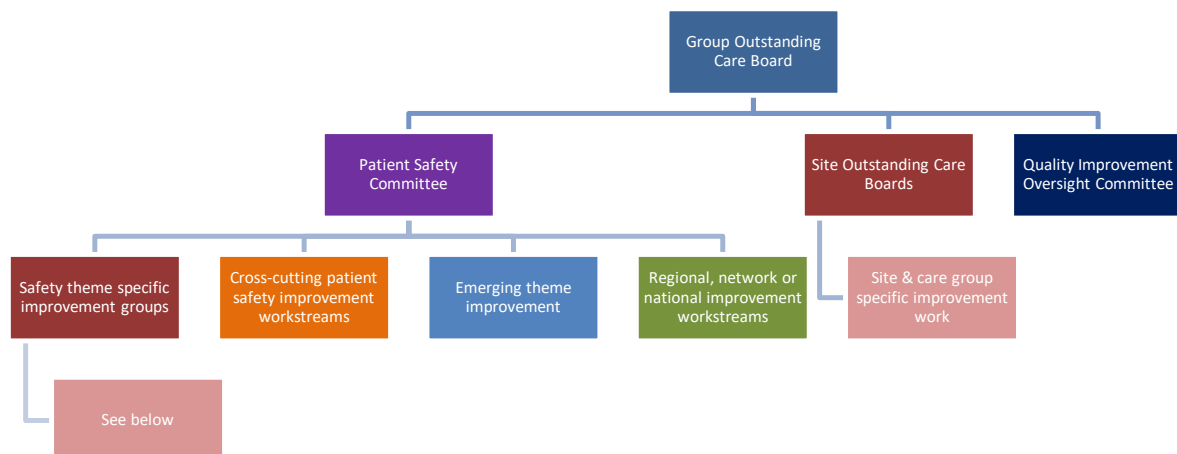 Group Outstanding
Care Board
Patient Safety
Committee
Site Outstanding Care
Boards
Quality Improvement
Oversight Committee
Safety theme specific
improvement groups
Cross-cutting patient
safety improvement
workstreams
Emerging theme
improvement
Regional, network or
national improvement
workstreams
Site & care group
specific improvement
work
See below